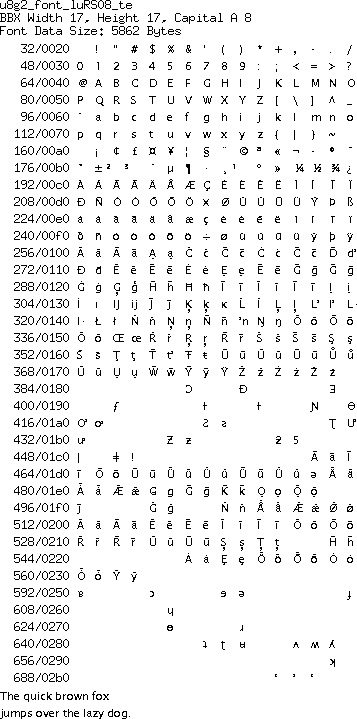 u8g2_font_luRS08_te
BBX Width 17, Height 17, Capital A 8
Font Data Size: 5862 Bytes
32/0020 ! " # $ % & ' ( ) * + , - . /
48/0030 0 1 2 3 4 5 6 7 8 9 : ; < = > ?
64/0040 @ A B C D E F G H I J K L M N O
80/0050 P Q R S T U V W X Y Z [ \ ] ^ _
96/0060 ` a b c d e f g h i j k l m n o
112/0070 p q r s t u v w x y z { | } ~
160/00a0 ¡ ¢ £ ¤ ¥ ¦ § ¨ © ª « ¬ - ® ¯
176/00b0 ° ± ² ³ ´ µ ¶ · ¸ ¹ º » ¼ ½ ¾ ¿
192/00c0 À Á Â Ã Ä Å Æ Ç È É Ê Ë Ì Í Î Ï
208/00d0 Ð Ñ Ò Ó Ô Õ Ö × Ø Ù Ú Û Ü Ý Þ ß
224/00e0 à á â ã ä å æ ç è é ê ë ì í î ï
240/00f0 ð ñ ò ó ô õ ö ÷ ø ù ú û ü ý þ ÿ
256/0100 Ā ā Ă ă Ą ą Ć ć Ĉ ĉ Ċ ċ Č č Ď ď
272/0110 Đ đ Ē ē Ĕ ĕ Ė ė Ę ę Ě ě Ĝ ĝ Ğ ğ
288/0120 Ġ ġ Ģ ģ Ĥ ĥ Ħ ħ Ĩ ĩ Ī ī Ĭ ĭ Į į
304/0130 İ ı Ĳ ĳ Ĵ ĵ Ķ ķ ĸ Ĺ ĺ Ļ ļ Ľ ľ Ŀ
320/0140 ŀ Ł ł Ń ń Ņ ņ Ň ň ŉ Ŋ ŋ Ō ō Ŏ ŏ
336/0150 Ő ő Œ œ Ŕ ŕ Ŗ ŗ Ř ř Ś ś Ŝ ŝ Ş ş
352/0160 Š š Ţ ţ Ť ť Ŧ ŧ Ũ ũ Ū ū Ŭ ŭ Ů ů
368/0170 Ű ű Ų ų Ŵ ŵ Ŷ ŷ Ÿ Ź ź Ż ż Ž ž
384/0180 Ɔ Ɖ Ǝ
400/0190 ƒ Ɨ ƚ Ɲ Ɵ
416/01a0 Ơ ơ Ƨ ƨ ƫ Ʈ Ư
432/01b0 ư Ƶ ƶ ƻ Ƽ
448/01c0 ǀ ǂ ǃ Ǎ ǎ Ǐ
464/01d0 ǐ Ǒ ǒ Ǔ ǔ Ǖ ǖ Ǘ ǘ Ǚ ǚ Ǜ ǜ ǝ Ǟ ǟ
480/01e0 Ǡ ǡ Ǣ ǣ Ǥ ǥ Ǧ ǧ Ǩ ǩ Ǫ ǫ Ǭ ǭ
496/01f0 ǰ Ǵ ǵ Ǹ ǹ Ǻ ǻ Ǽ ǽ Ǿ ǿ
512/0200 Ȁ ȁ Ȃ ȃ Ȅ ȅ Ȇ ȇ Ȉ ȉ Ȋ ȋ Ȍ ȍ Ȏ ȏ
528/0210 Ȑ ȑ Ȓ ȓ Ȕ ȕ Ȗ ȗ Ș ș Ț ț Ȟ ȟ
544/0220 Ȧ ȧ Ȩ ȩ Ȫ ȫ Ȭ ȭ Ȯ ȯ
560/0230 Ȱ ȱ Ȳ ȳ
592/0250 ɐ ɔ ɘ ə ɟ
608/0260 ɥ
624/0270 ɵ ɹ
640/0280 ʇ ʈ ʉ ʌ ʍ ʎ
656/0290 ʞ
688/02b0 ʻ ʼ ʽ
The quick brown fox
jumps over the lazy dog.